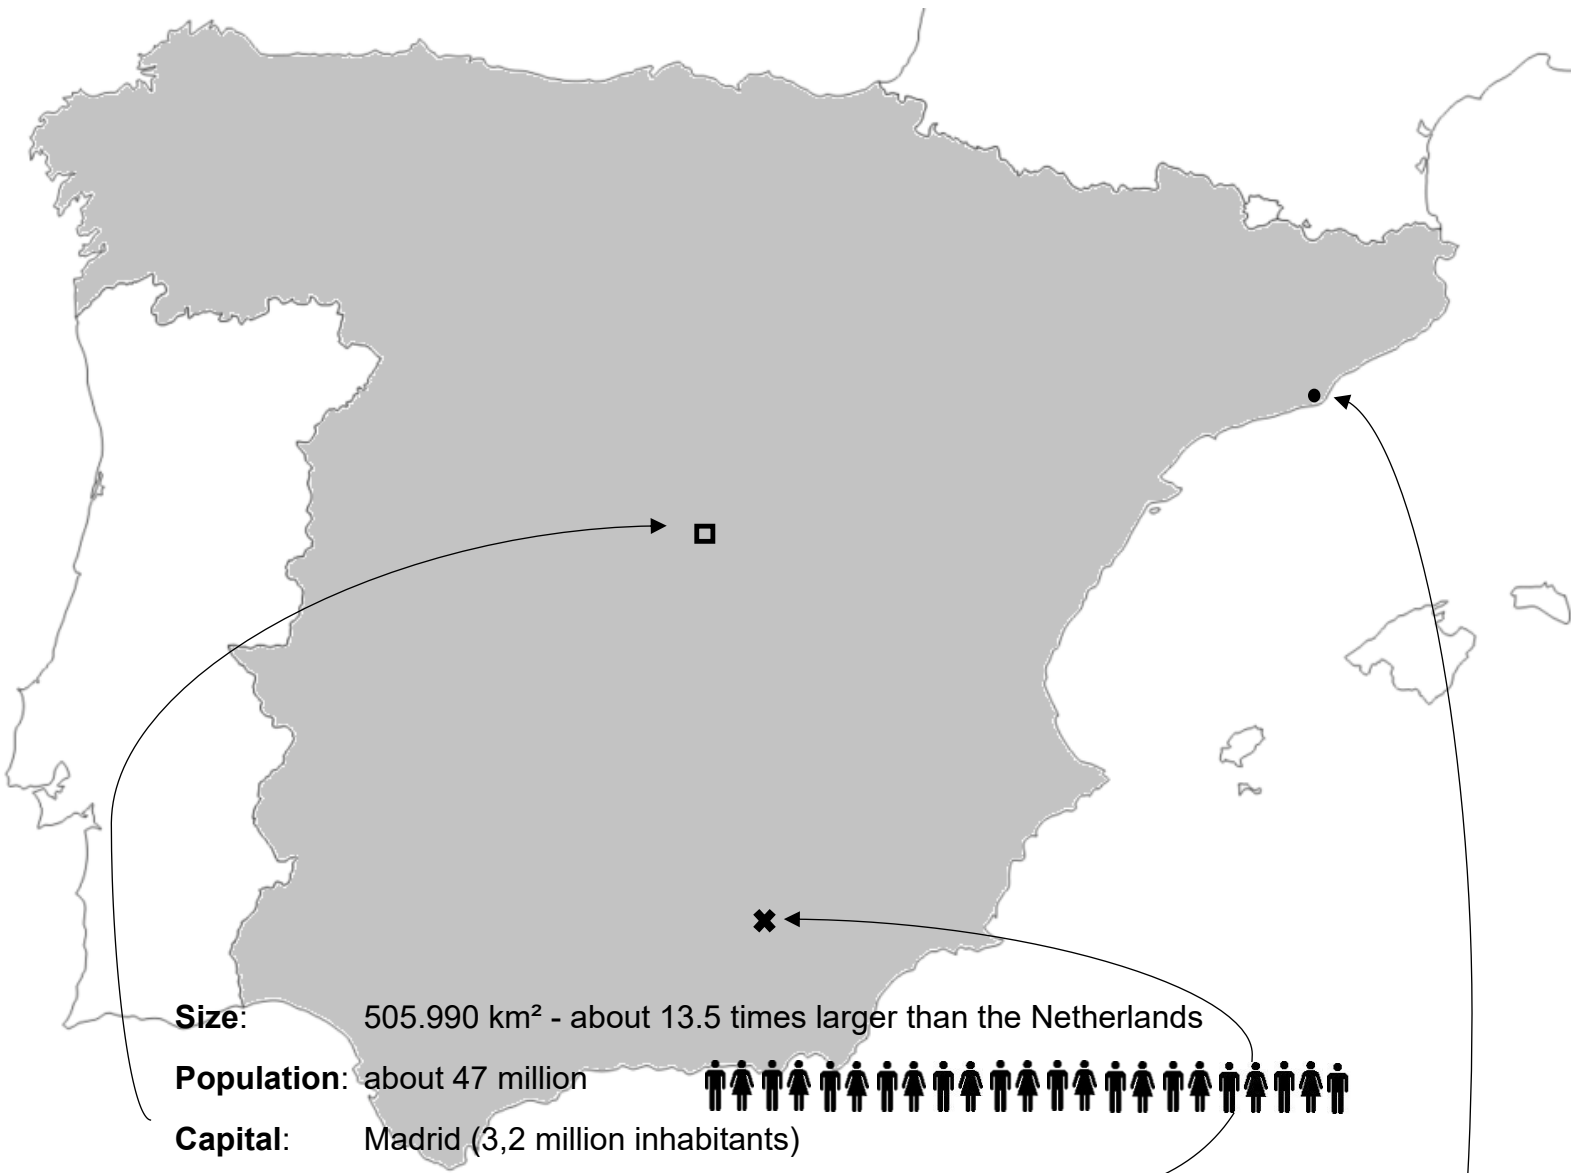 Size: 505.990 km² - about 13.5 times larger than the Netherlands
Population: about 47 million
Capital: Madrid (3,2 million inhabitants)